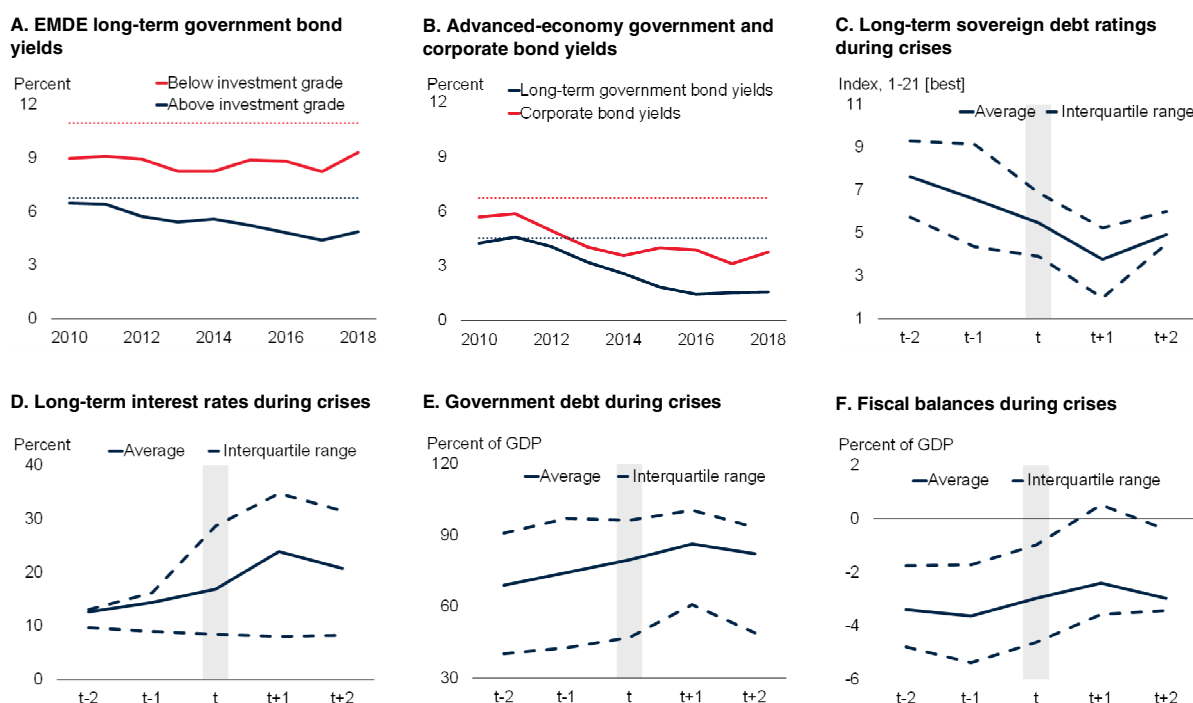 A. EMDE long-term government bond
yields
Percent
Below investment grade
Above investment grade
12
9
6
3
0
2010 2012 2014 2016 2018
B. Advanced-economy government and
corporate bond yields
Percent
Long-term government bond yields
Corporate bond yields
12
9
6
3
0
2010 2012 2014 2016 2018
C. Long-term sovereign debt ratings
during crises
Index, 1-21 [best]
Average Interquartile range
11
9
7
5
3
1
t-2 t-1 t t+1 t+2
D. Long-term interest rates during crises
Percent
Average Interquartile range
40
30
20
10
0
t-2 t-1 t t+1 t+2
E. Government debt during crises
Percent of GDP
Average Interquartile range
120
90
60
30
t-2 t-1 t t+1 t+2
F. Fiscal balances during crises
Percent of GDP
Average Interquartile range
2
0
-2
-4
-6
t-2 t-1 t t+1 t+2